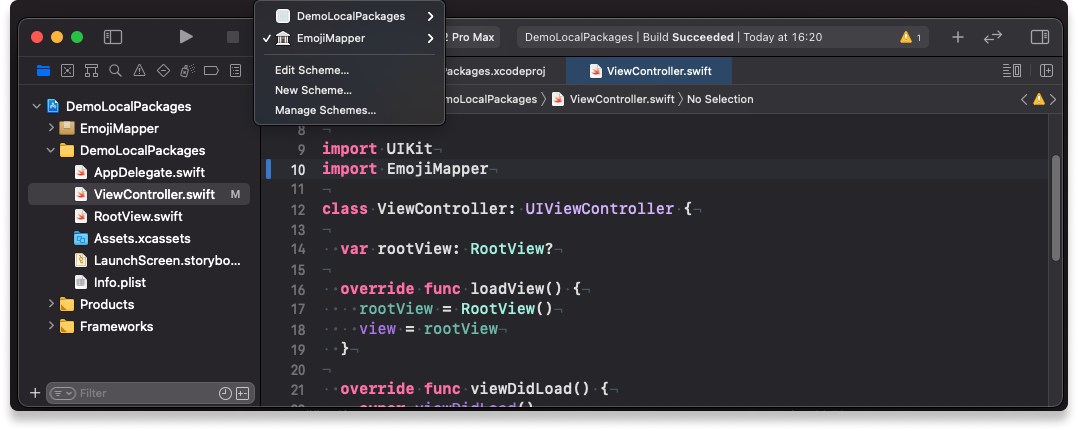 DemoLocalPackages
EmojiMapper
Edit Scheme...
New Scheme...
Manage Schemes...
2 Pro Max
DemoLocalPackages | Build Succeeded | Today at 16:20
1
Packages.xcodeproj
ViewController.swift
moLocalPackages
ViewController.swift
No Selection
DemoLocalPackages
EmojiMapper
DemoLocalPackages
AppDelegate.swift
ViewController.swift M
RootView.swift
Assets.xcassets
LaunchScreen.storybo...
Info.plist
Products
Frameworks
Filter
8
9 import UIKit
10 import EmojiMapper
11
12 class ViewController: UIViewController {
13
14 var rootView: RootView?
15
16 override func loadView() {
17 rootView = RootView()
18 view = rootView
19 }
20
21 override func viewDidLoad() {